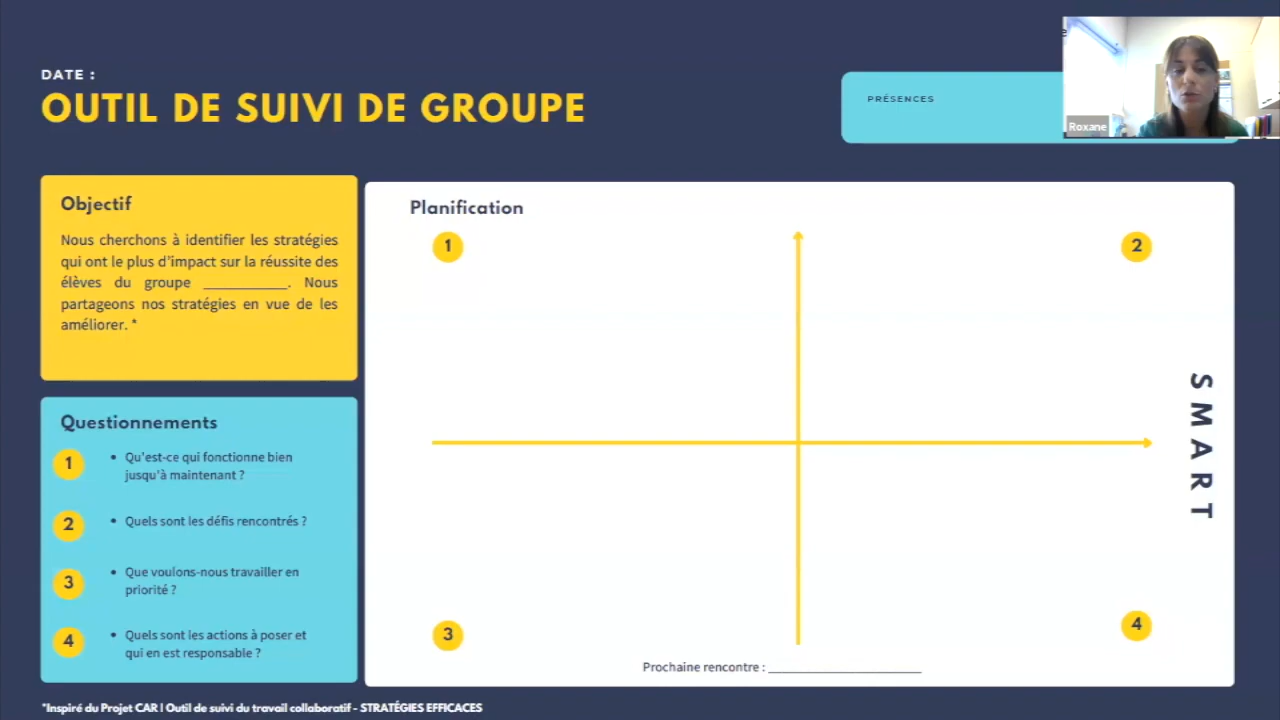 DATE :
OUTIL DE SUIVI DE GROUPE
PRÉSENCES
Roxane
Objectif
Nous cherchons à identifier les stratégies
qui ont le plus d'impact sur la réussite des
élèves du groupe ___________. Nous
partageons nos stratégies en vue de les
améliorer. *
Questionnements
1
• Qu'est-ce qui fonctionne bien
jusqu'à maintenant ?
2
• Quels sont les défis rencontrés ?
3
• Que voulons-nous travailler en
priorité ?
4
• Quels sont les actions à poser et
qui en est responsable ?
Planification
1
2
3
4
SMART
Prochaine rencontre : ______________________
*Inspiré du Projet CAR | Outil de suivi du travail collaboratif - STRATÉGIES EFFICACES